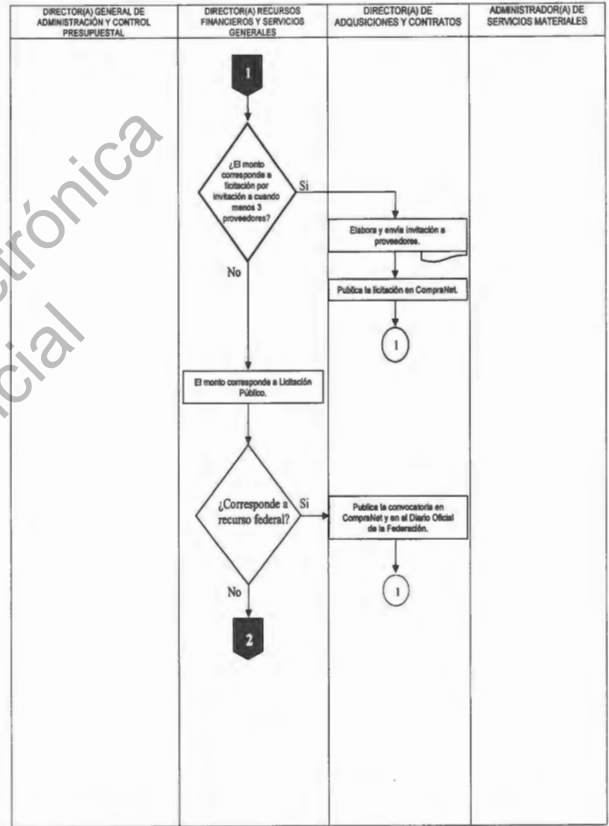 DIRECTOR(A) GENERAL DE
ADMINISTRACIÓN Y CONTROL
PRESUPUESTAL
DIRECTOR(A) RECURSOS
FINANCIEROS Y SERVICIOS
GENERALES
DIRECTOR(A) DE
ADQUSICIONES Y CONTRATOS
ADMINISTRADOR(A) DE
SERVICIOS MATERIALES
1
¿El monto
corresponde a
licitación por
invitación a cuando
menos 3
proveedores?
Si
Elabora y envía invitación a
proveedores.
No
Publica la licitación en CompraNet.
1
El monto corresponde a Licitación
Público.
¿Corresponde a
recurso federal?
Si
Publica la convocatoria en
CompraNet y en el Diario Oficial
de la Federación.
No
1
2